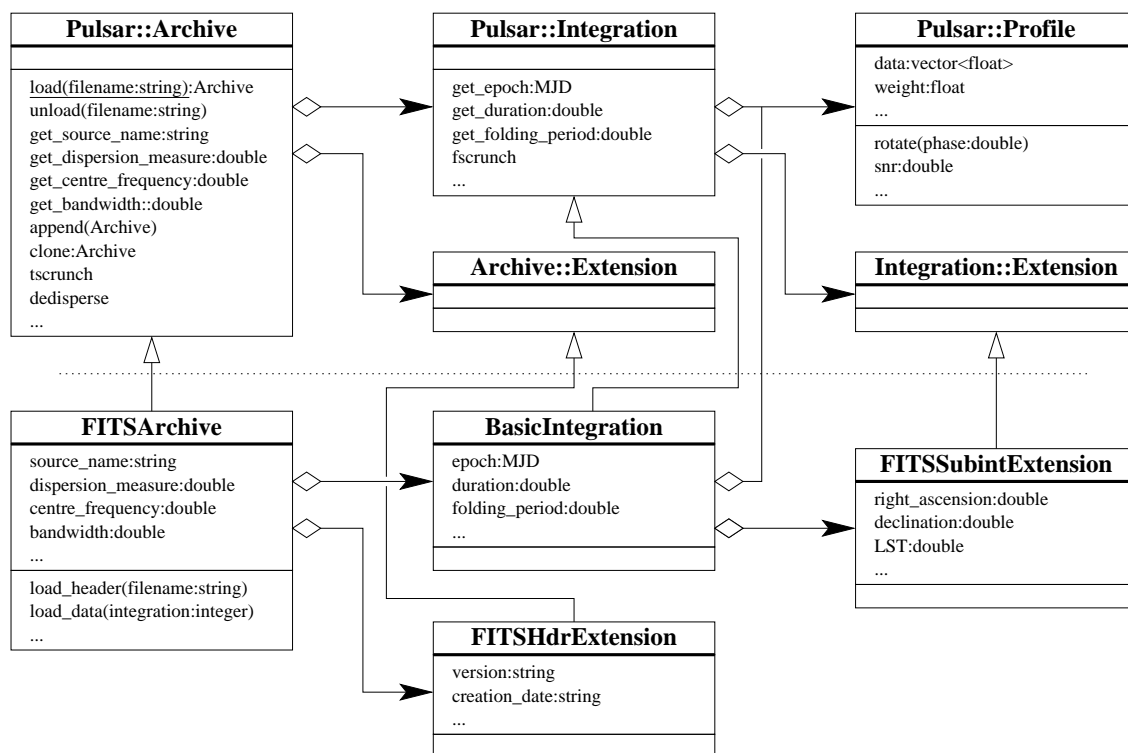 Pulsar::Archive
load(filename:string):Archive
unload(filename:string)
get_source_name:string
get_dispersion_measure:double
get_centre_frequency:double
get_bandwidth::double
append(Archive)
clone:Archive
tscrunch
dedisperse
...
Pulsar::Integration
get_epoch:MJD
get_duration:double
get_folding_period:double
fscrunch
...
Pulsar::Profile
data:vector<float>
weight:float
...
rotate(phase:double)
snr:double
...
Archive::Extension
Integration::Extension
FITSArchive
source_name:string
dispersion_measure:double
centre_frequency:double
bandwidth:double
...
load_header(filename:string)
load_data(integration:integer)
...
BasicIntegration
epoch:MJD
duration:double
folding_period:double
...
FITSSubintExtension
right_ascension:double
declination:double
LST:double
...
FITSHdrExtension
version:string
creation_date:string
...